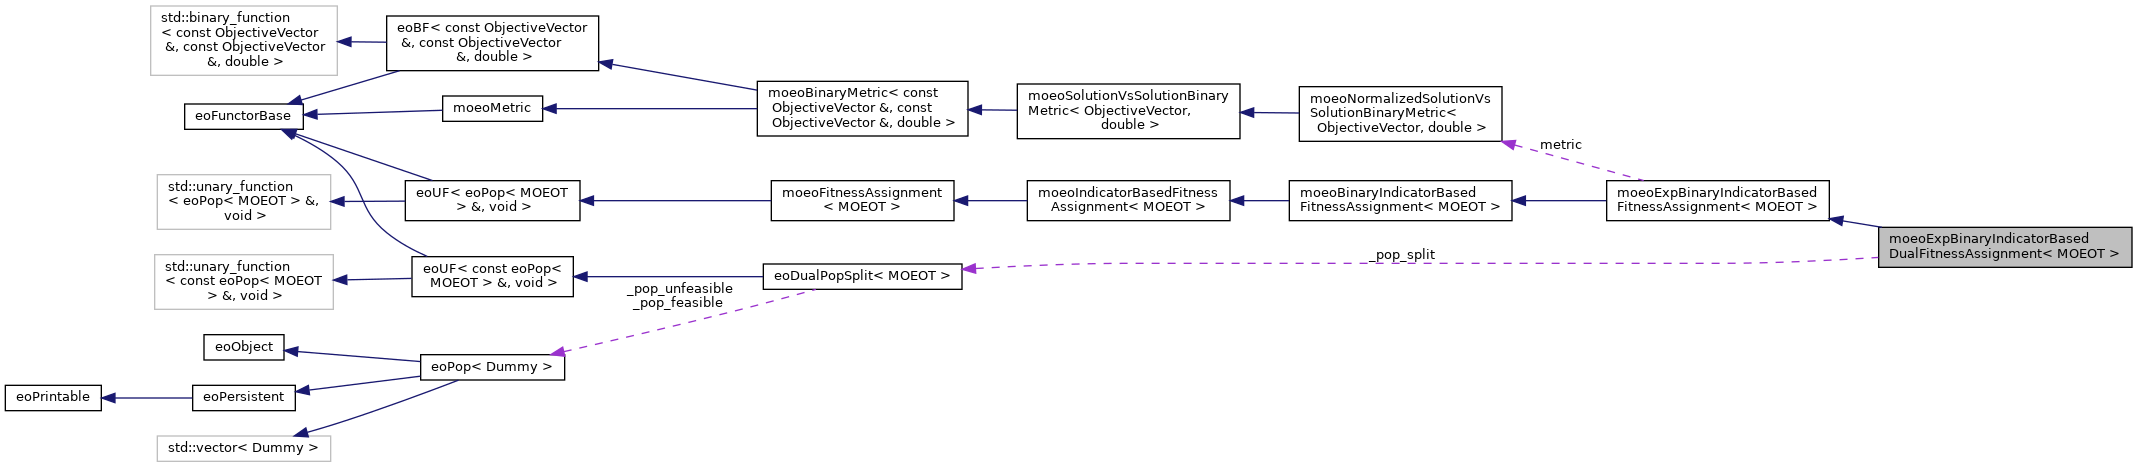 std::binary_function
< const ObjectiveVector
&, const ObjectiveVector
&, double >
eoBF< const ObjectiveVector
&, const ObjectiveVector
&, double >
eoFunctorBase
moeoMetric
moeoBinaryMetric< const
ObjectiveVector &, const
ObjectiveVector &, double >
moeoSolutionVsSolutionBinary
Metric< ObjectiveVector,
double >
moeoNormalizedSolutionVs
SolutionBinaryMetric<
ObjectiveVector, double >
metric
std::unary_function
< eoPop< MOEOT > &,
void >
eoUF< eoPop< MOEOT
> &, void >
moeoFitnessAssignment
< MOEOT >
moeoIndicatorBasedFitness
Assignment< MOEOT >
moeoBinaryIndicatorBased
FitnessAssignment< MOEOT >
moeoExpBinaryIndicatorBased
FitnessAssignment< MOEOT >
moeoExpBinaryIndicatorBased
DualFitnessAssignment< MOEOT >
_pop_split
std::unary_function
< const eoPop< MOEOT
> &, void >
eoUF< const eoPop<
MOEOT > &, void >
eoDualPopSplit< MOEOT >
_pop_unfeasible
_pop_feasible
eoObject
eoPop< Dummy >
eoPrintable
eoPersistent
std::vector< Dummy >